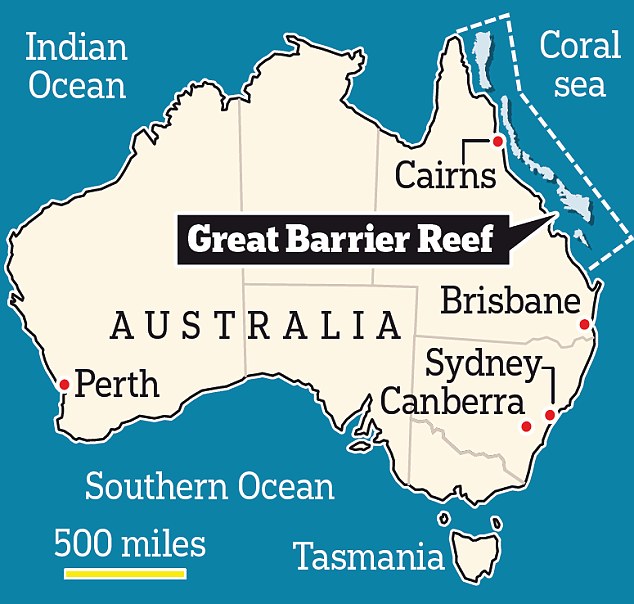 Indian
Ocean
Coral
sea
Cairns
Great Barrier Reef
AUSTRALIA
Brisbane
Sydney
Perth
Canberra
Southern Ocean
500 miles
Tasmania